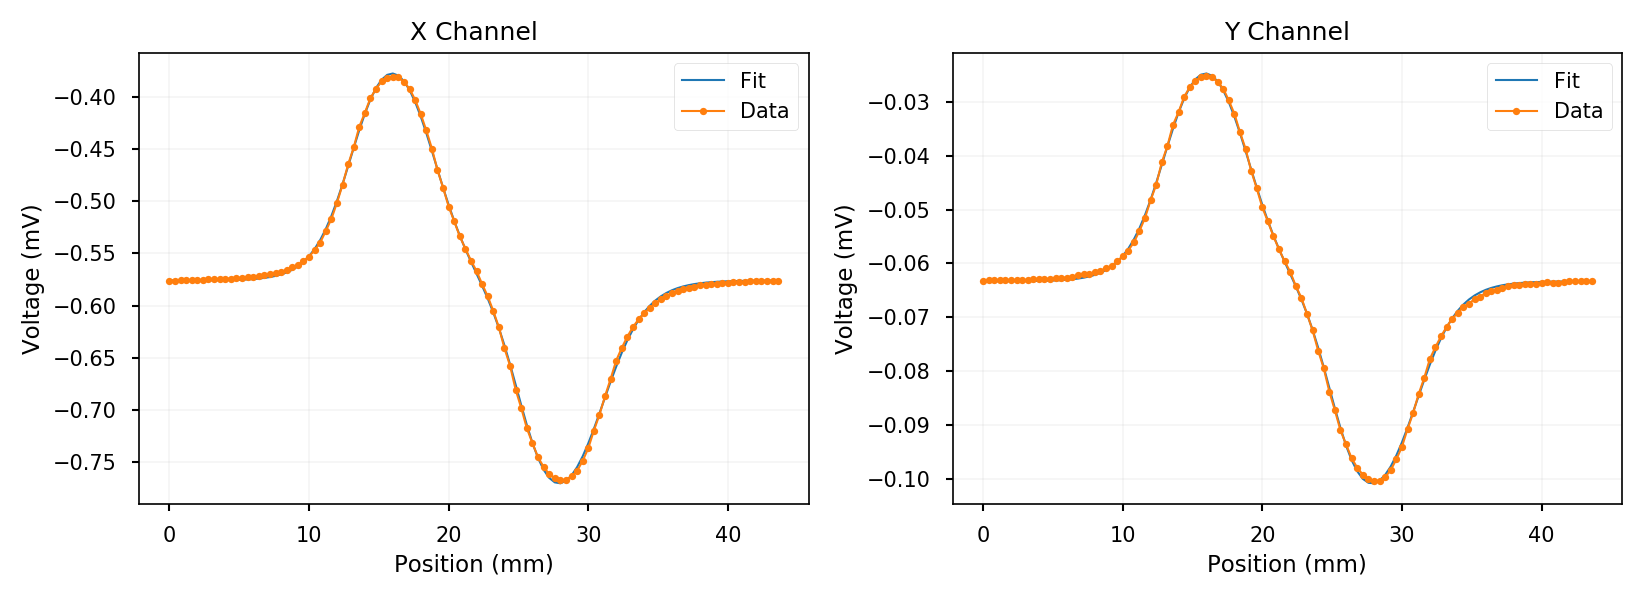 X Channel
Voltage (mV)
−0.40
−0.45
−0.50
−0.55
−0.60
−0.65
−0.70
−0.75
Fit
Data
0 10 20 30 40
Position (mm)
Y Channel
Voltage (mV)
−0.03
−0.04
−0.05
−0.06
−0.07
−0.08
−0.09
−0.10
Fit
Data
0 10 20 30 40
Position (mm)